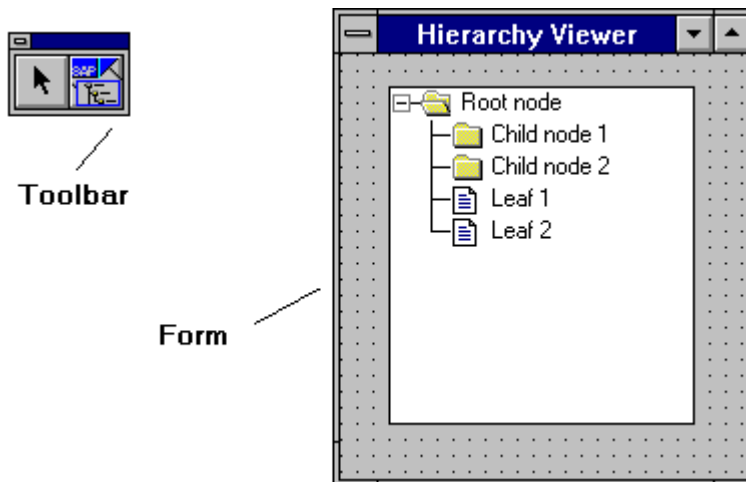 Hierarchy Viewer
SAP
Toolbar
Root node
Child node 1
Child node 2
Leaf 1
Leaf 2
Form